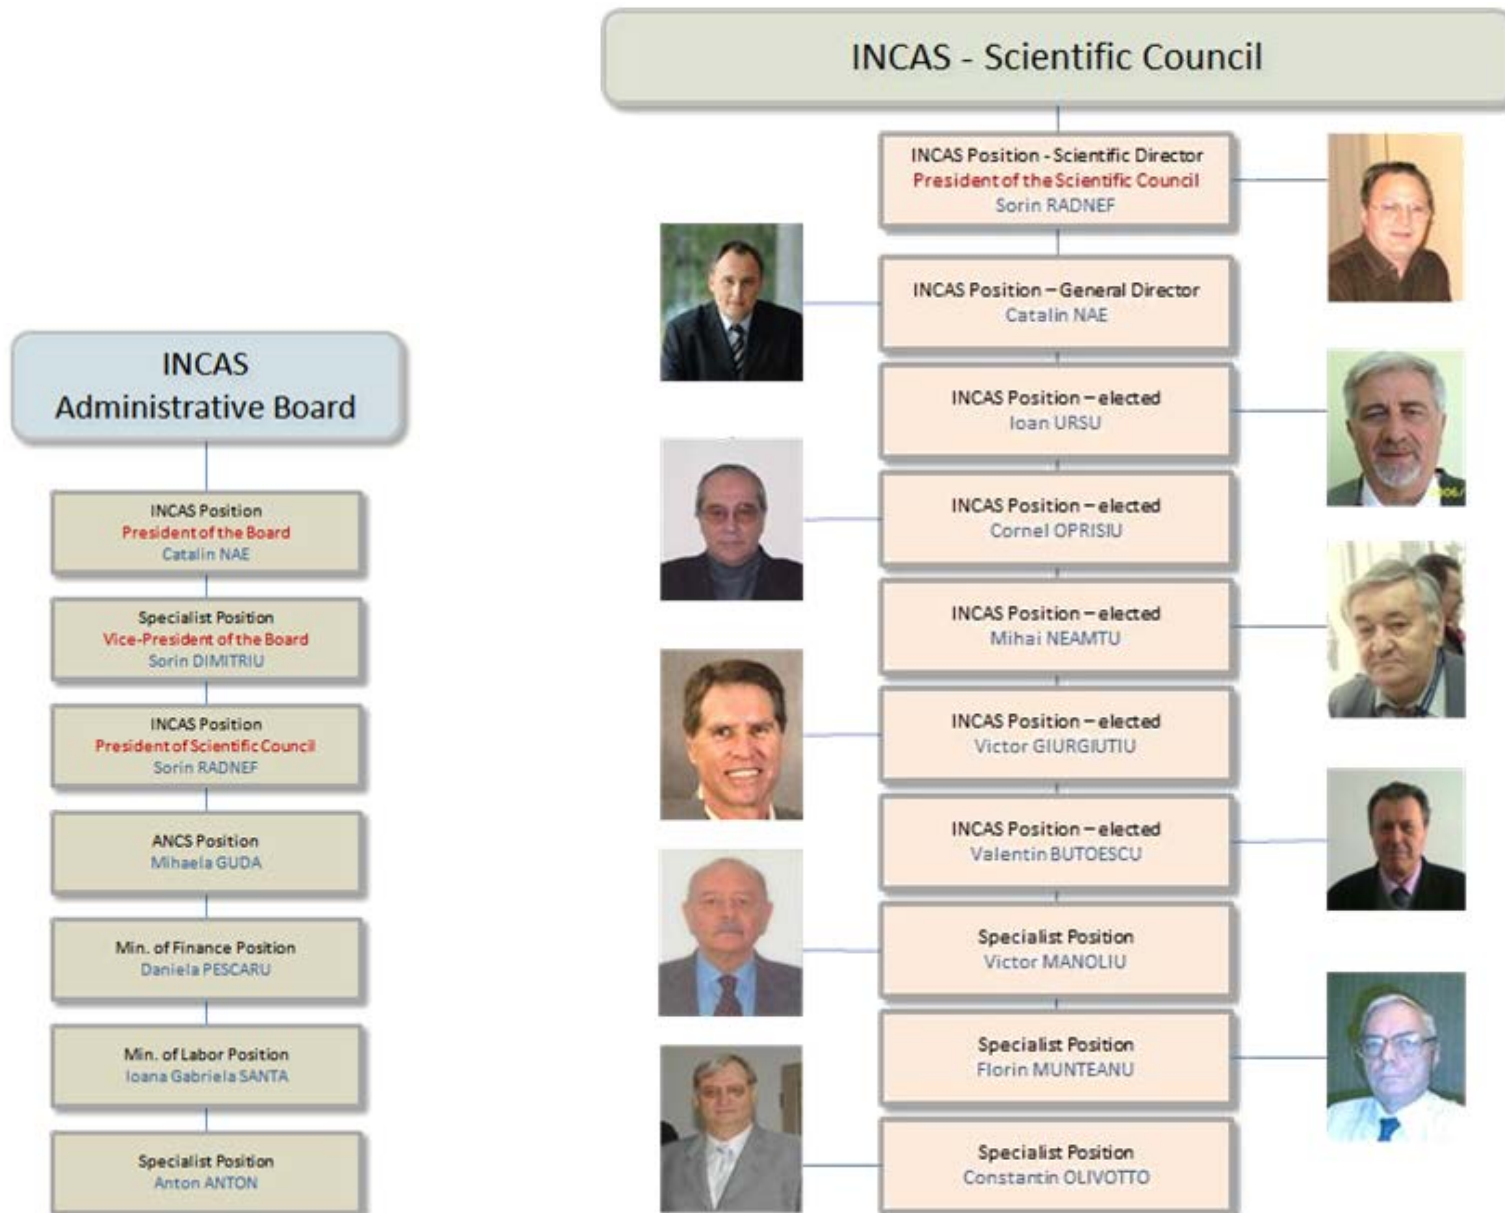 INCAS - Scientific Council
INCAS Position - Scientific Director
President of the Scientific Council
Sorin RADNEF
INCAS Position – General Director
Catalin NAE
INCAS Position – elected
Ioan URSU
INCAS Position – elected
Cornel OPRISIU
INCAS Position – elected
Mihai NEAMTU
INCAS Position – elected
Victor GIURGIUTIU
INCAS Position – elected
Valentin BUTOESCU
Specialist Position
Victor MANOLIU
Specialist Position
Florin MUNTEANU
Specialist Position
Constantin OLIVOTTO
INCAS
Administrative Board
INCAS Position
President of the Board
Catalin NAE
Specialist Position
Vice-President of the Board
Sorin DIMITRIU
INCAS Position
President of Scientific Council
Sorin RADNEF
ANCS Position
Mihaela GUDA
Min. of Finance Position
Daniela PESCARU
Min. of Labor Position
Ioana Gabriela SANTA
Specialist Position
Anton ANTON